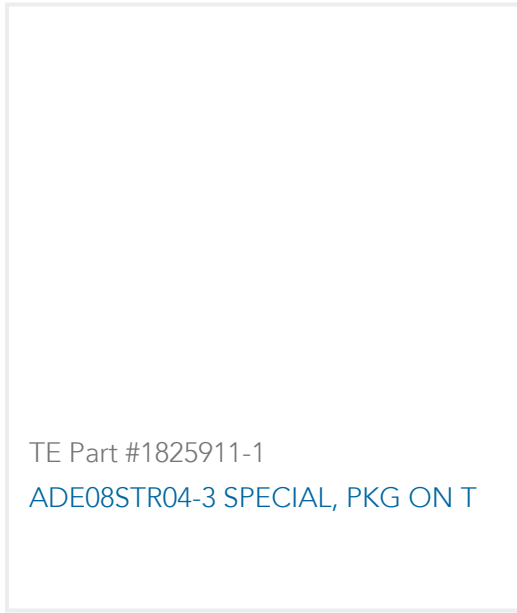 TE Part #1825911-1
ADE08STR04-3 SPECIAL, PKG ON T